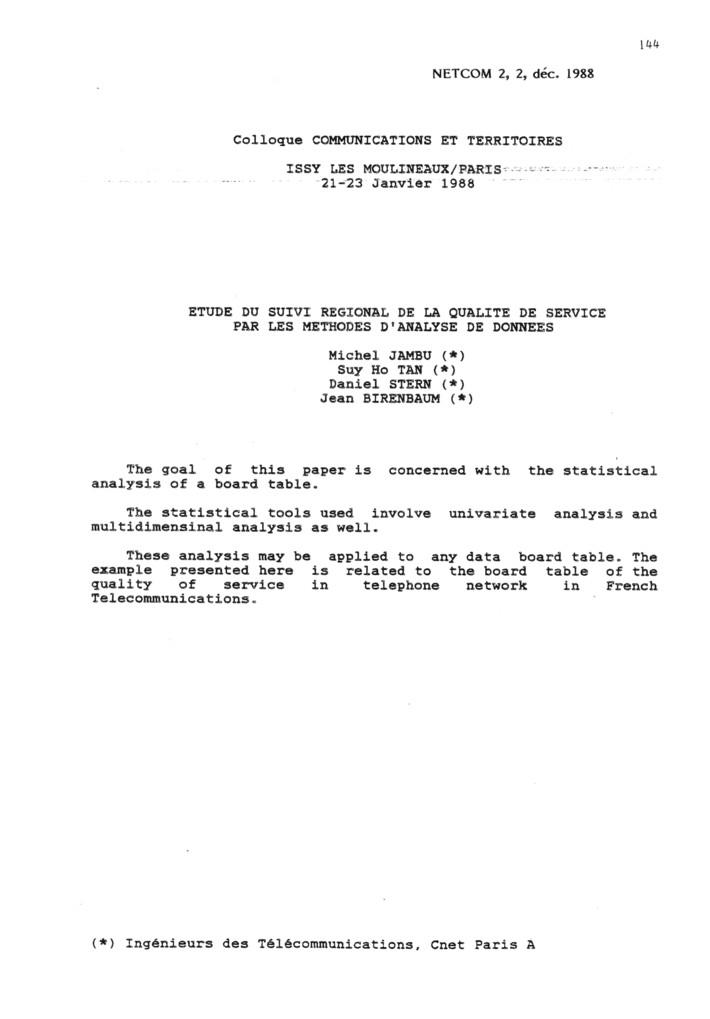 144
NETCOM 2, 2, déc. 1988
Colloque COMMUNICATIONS ET TERRITOIRES
ISSY LES MOULINEAUX/PARIS
21-23 Janvier 1988
ETUDE DU SUIVI REGIONAL DE LA QUALITE DE SERVICE
PAR LES METHODES D'ANALYSE DE DONNEES
Michel JAMBU (*)
Suy Ho TAN (*)
Daniel STERN (*)
Jean BIRENBAUM (*)
The goal of this paper is concerned with the statistical
analysis of a board table.
The statistical tools used involve univariate analysis and
multidimensinal analysis as well.
These analysis may be applied to any data board table. The
example presented here is related to the board table of the
quality of service in telephone network in French
Telecommunications.
(*) Ingénieurs des Télécommunications, Cnet Paris A